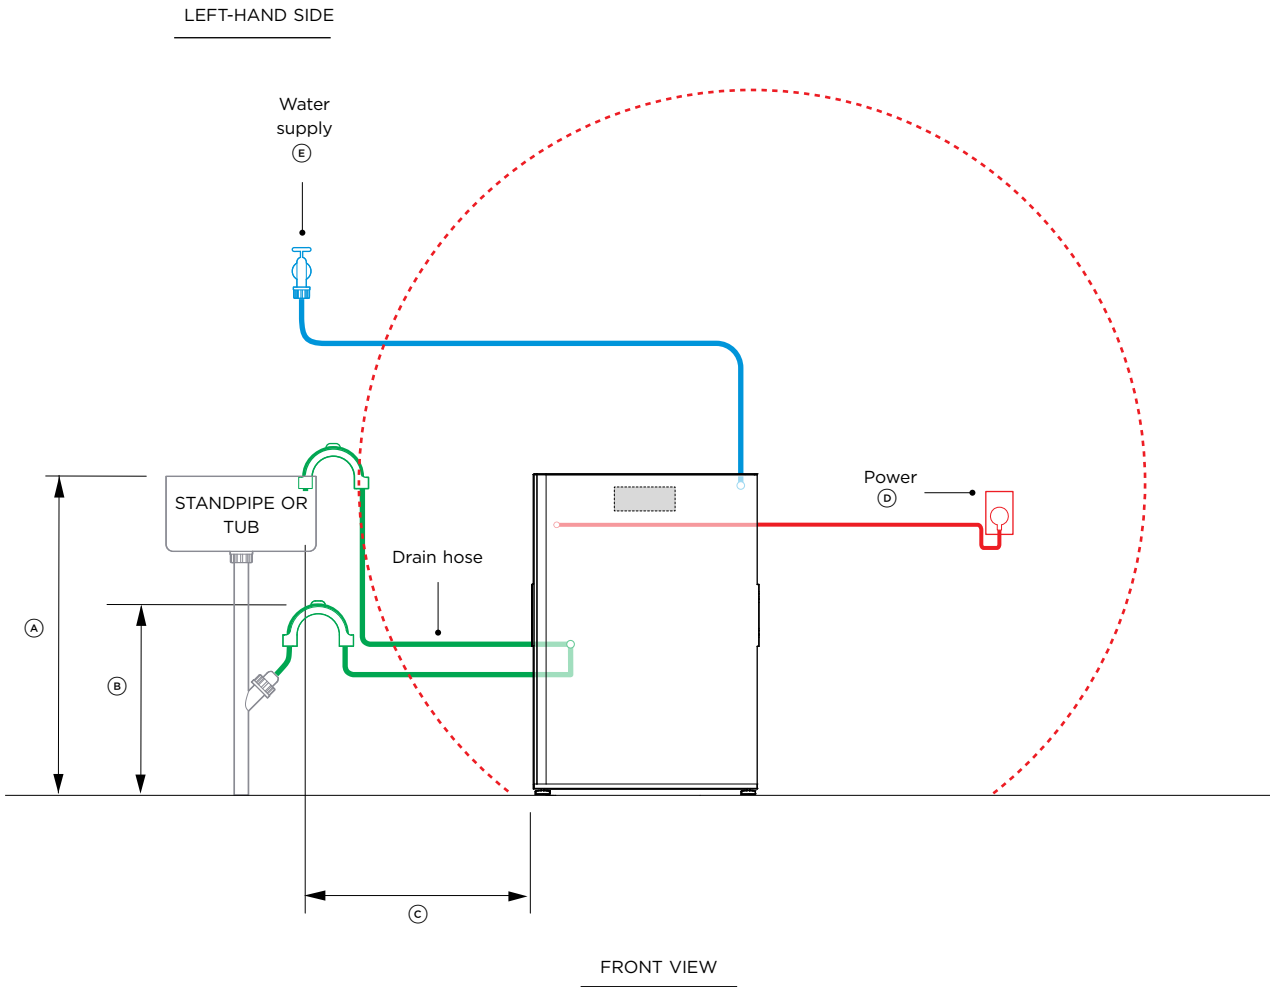 LEFT-HAND SIDE
Water
supply
E
STANDPIPE OR
TUB
Power
D
Drain hose
A
B
C
FRONT VIEW